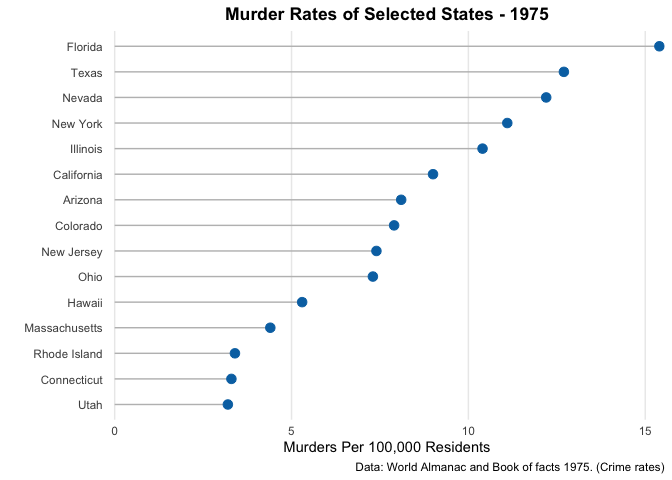 Murder Rates of Selected States - 1975
Florida
Texas
Nevada
New York
Illinois
California
Arizona
Colorado
New Jersey
Ohio
Hawaii
Massachusetts
Rhode Island
Connecticut
Utah
0 5 10 15
Murders Per 100,000 Residents
Data: World Almanac and Book of facts 1975. (Crime rates)